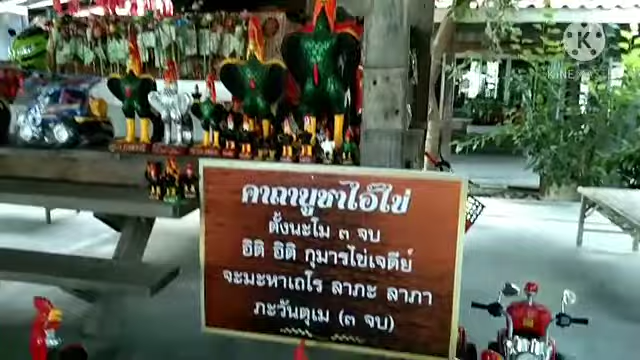 คาถาบูชาไอ้ไข่
ตั้งนะโม ๓ จบ
อิติ อิติ กุมารไข่เจดีย์
จะมะหาเถโร ลาภะ ลาภา
ภะวันตุเม (๓ จบ)